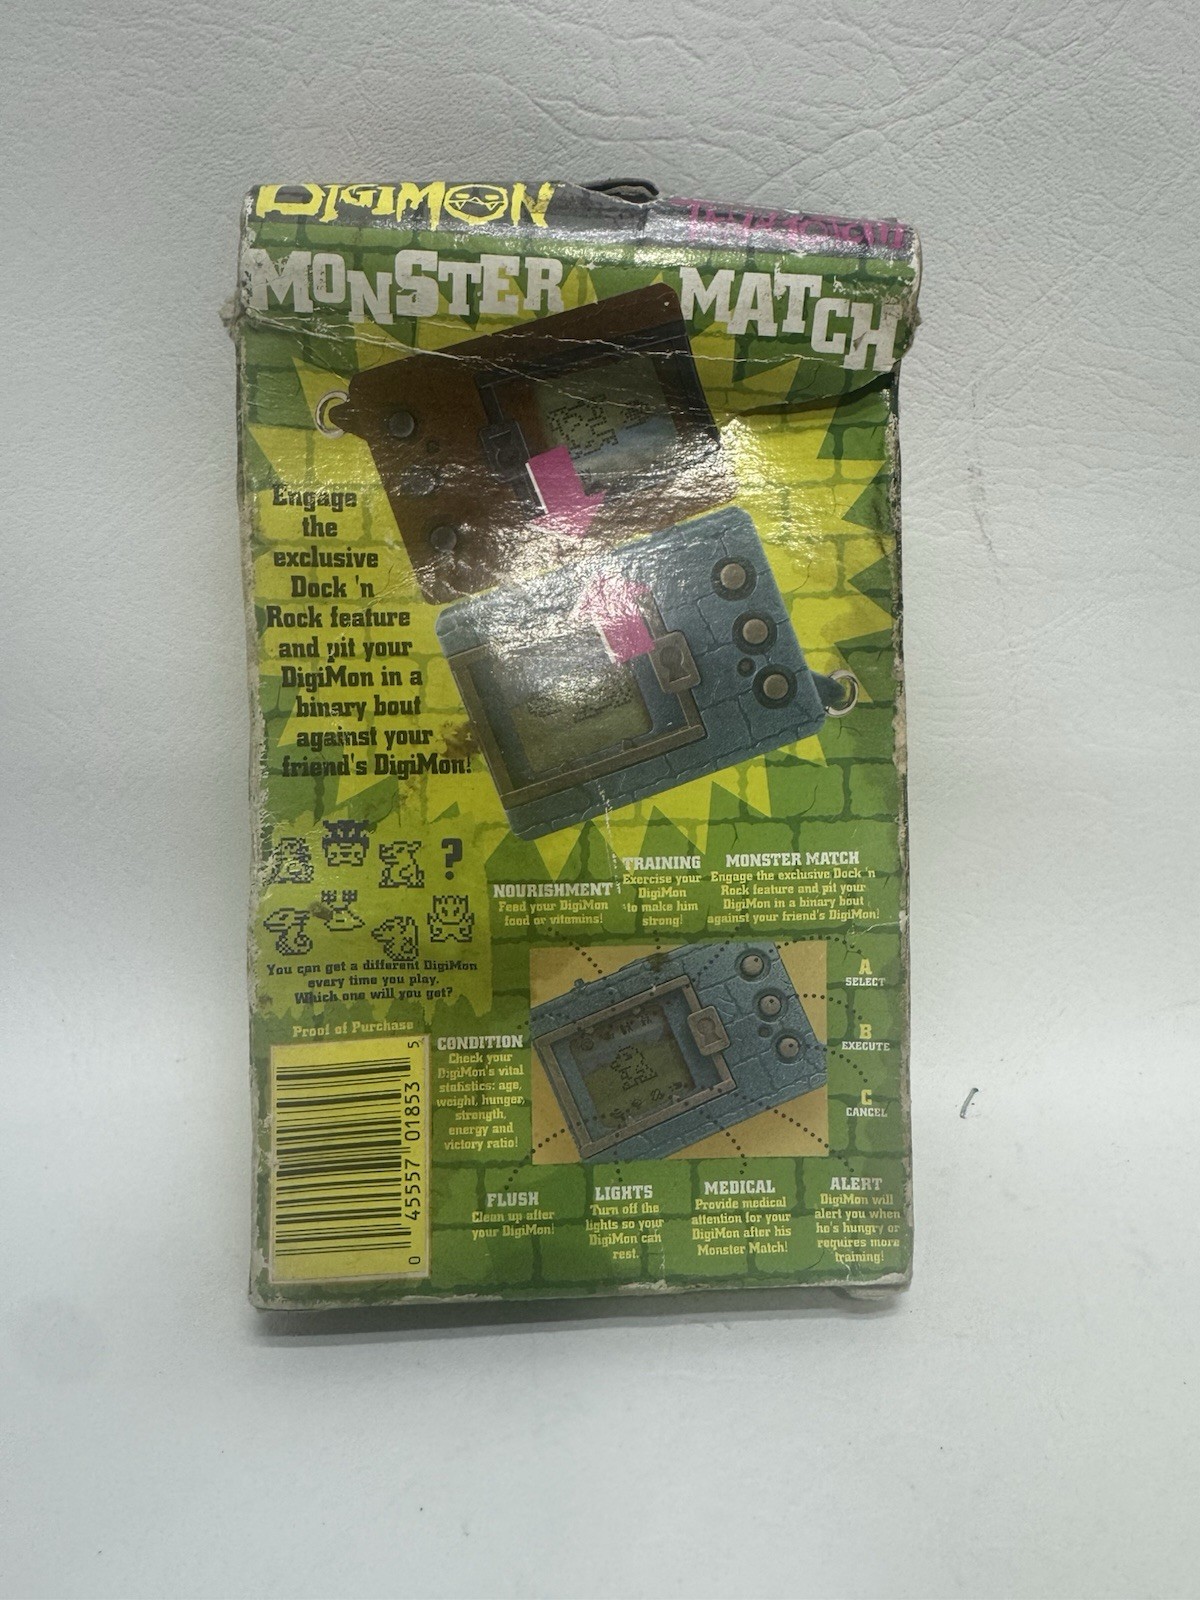 DIGIMON
MONSTER MATCH
Engage
the
exclusive
Dock 'n
Rock feature
and pit your
DigiMon in a
binary bout
against your
friend's DigiMon!
?
You can get a different DigiMon
every time you play.
Which one will you get?
Proof of Purchase
0 45557 01853 5
NOURISHMENT
Feed your DigiMon
food or vitamins!
TRAINING
Exercise your
DigiMon
to make him
strong!
MONSTER MATCH
Engage the exclusive Dock 'n
Rock feature and pit your
DigiMon in a binary bout
against your friend's DigiMon!
A
SELECT
B
EXECUTE
C
CANCEL
CONDITION
Check your
DigiMon's vital
statistics: age,
weight, hunger,
strength,
energy and
victory ratio!
FLUSH
Clean up after
your DigiMon!
LIGHTS
Turn off the
lights so your
DigiMon can
rest.
MEDICAL
Provide medical
attention for your
DigiMon after his
Monster Match!
ALERT
DigiMon will
alert you when
he's hungry or
requires more
training!